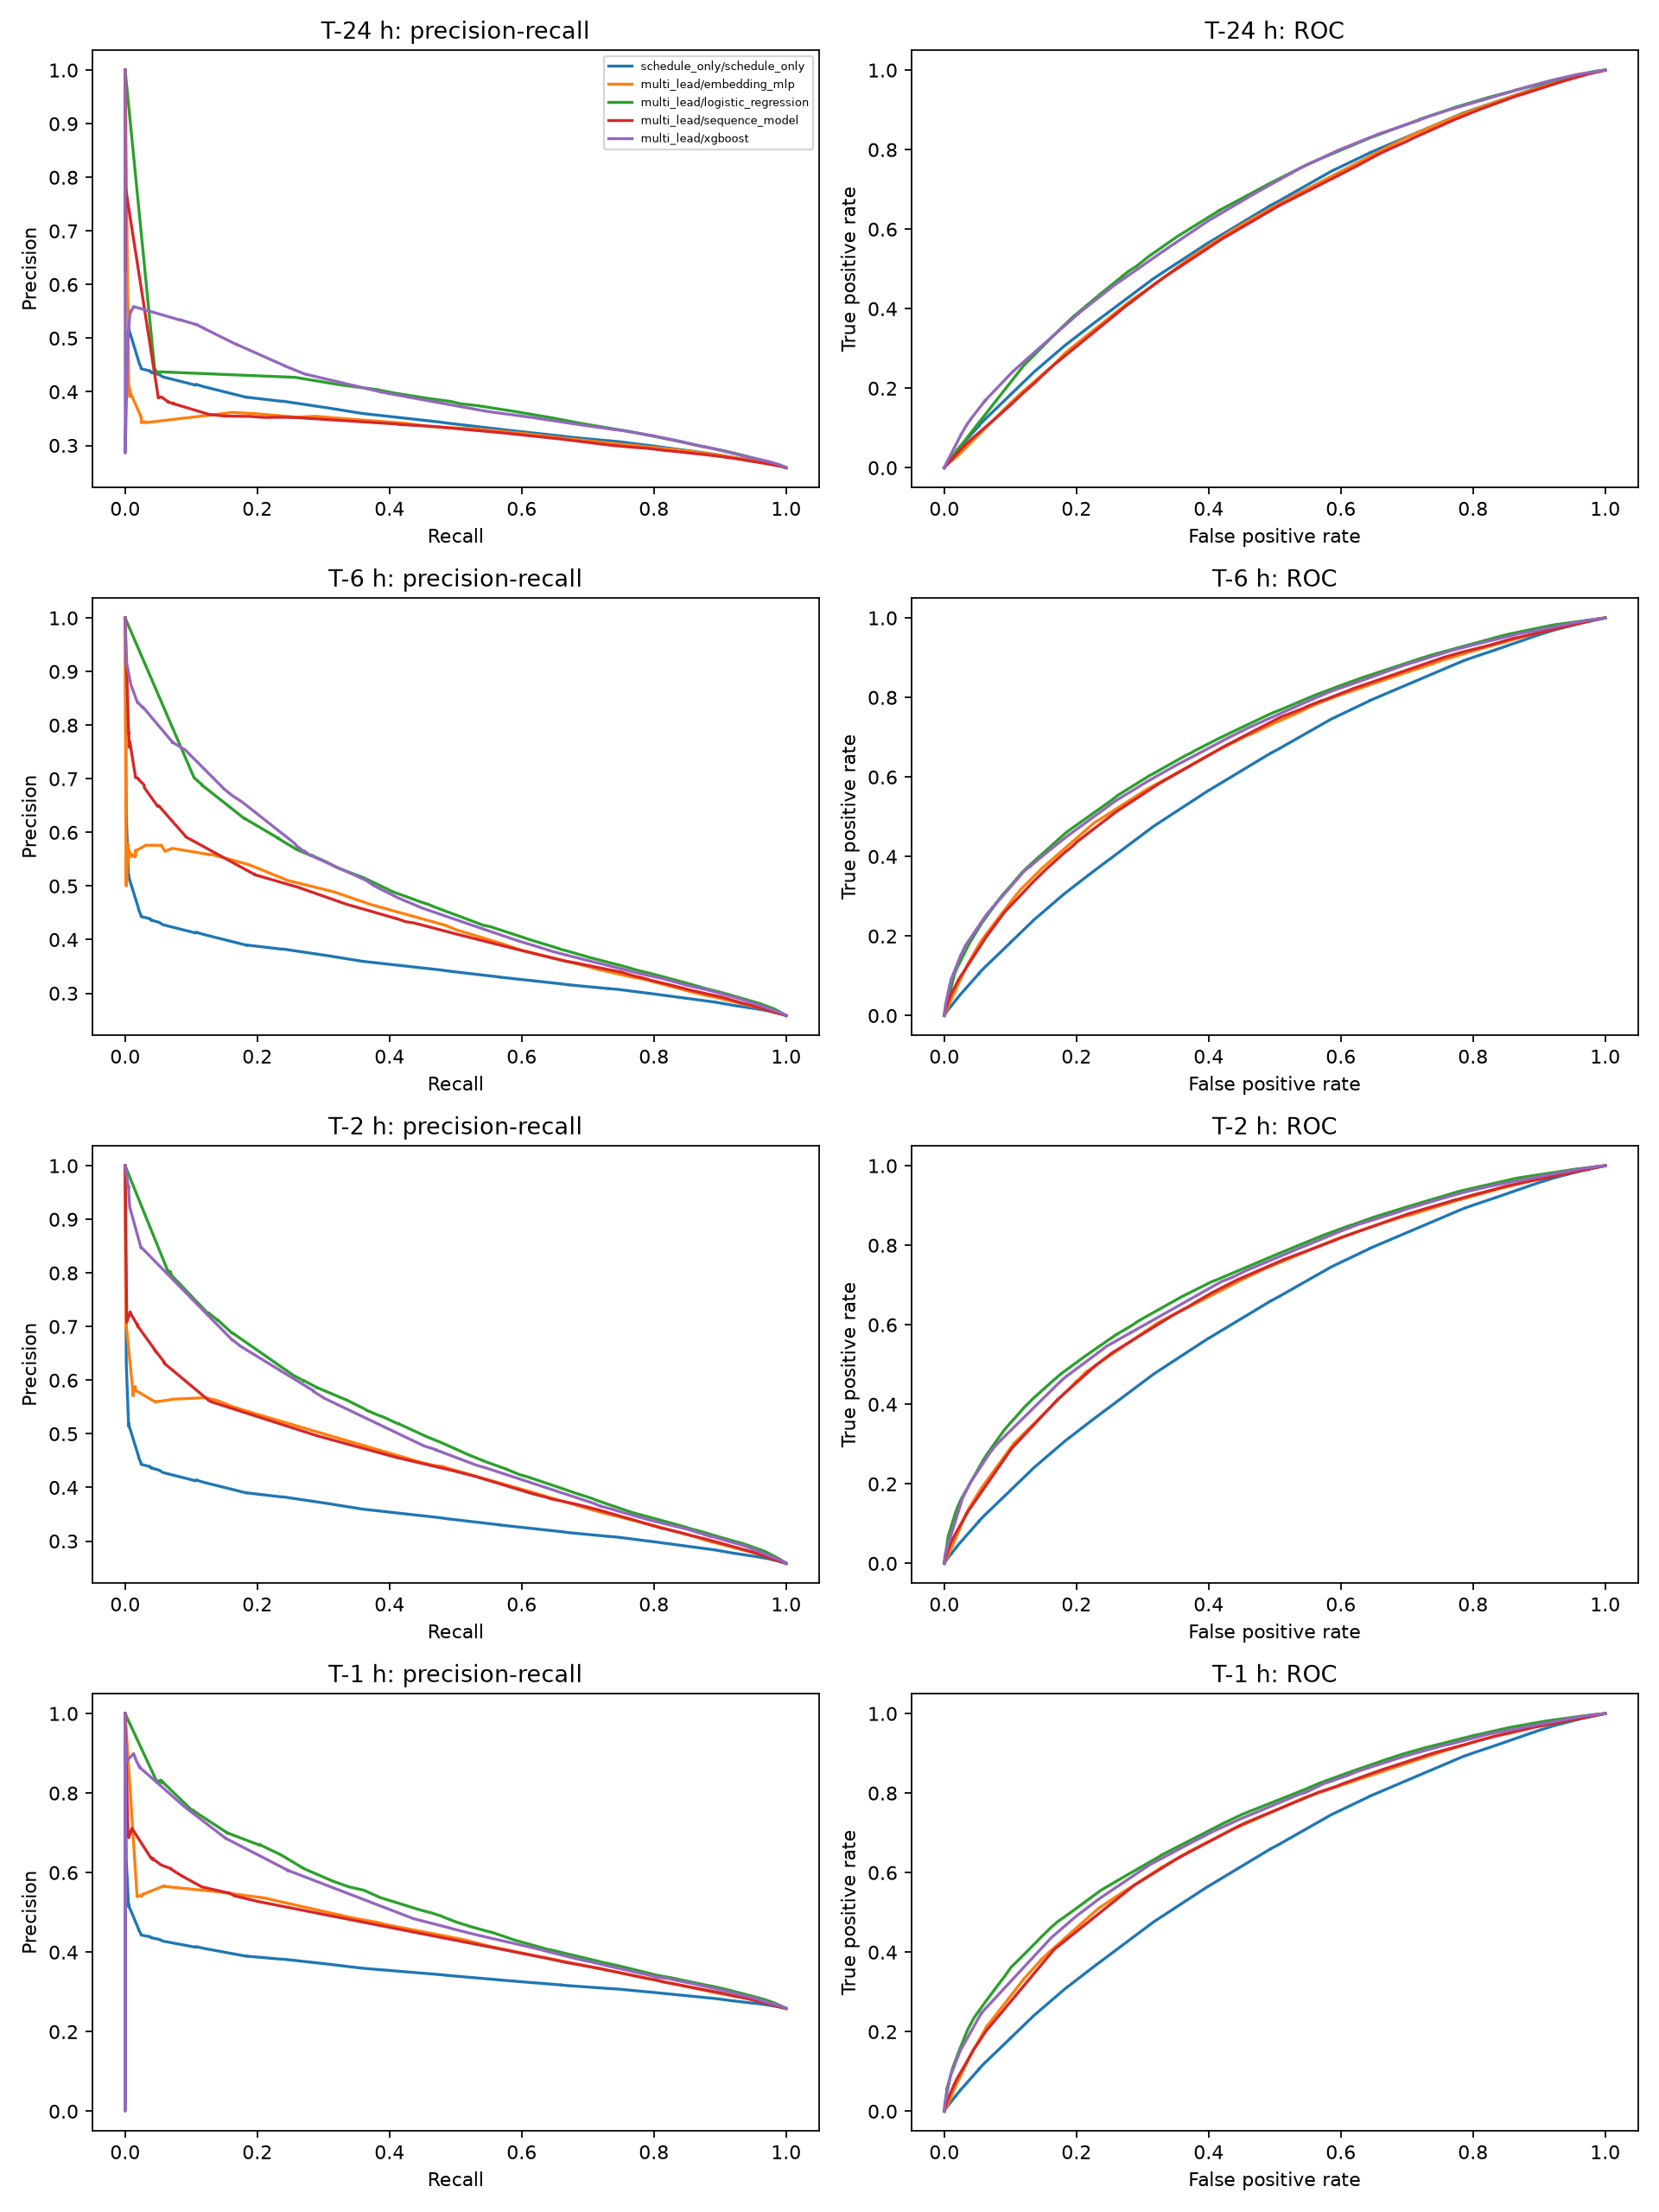 T-24 h: precision-recall
1.0
0.9
0.8
0.7
0.6
0.5
0.4
0.3
Precision
schedule_only/schedule_only
multi_lead/embedding_mlp
multi_lead/logistic_regression
multi_lead/sequence_model
multi_lead/xgboost
0.0 0.2 0.4 0.6 0.8 1.0
Recall
T-24 h: ROC
1.0
0.8
0.6
0.4
0.2
0.0
True positive rate
0.0 0.2 0.4 0.6 0.8 1.0
False positive rate
T-6 h: precision-recall
1.0
0.9
0.8
0.7
0.6
0.5
0.4
0.3
Precision
0.0 0.2 0.4 0.6 0.8 1.0
Recall
T-6 h: ROC
1.0
0.8
0.6
0.4
0.2
0.0
True positive rate
0.0 0.2 0.4 0.6 0.8 1.0
False positive rate
T-2 h: precision-recall
1.0
0.9
0.8
0.7
0.6
0.5
0.4
0.3
Precision
0.0 0.2 0.4 0.6 0.8 1.0
Recall
T-2 h: ROC
1.0
0.8
0.6
0.4
0.2
0.0
True positive rate
0.0 0.2 0.4 0.6 0.8 1.0
False positive rate
T-1 h: precision-recall
1.0
0.8
0.6
0.4
0.2
0.0
Precision
0.0 0.2 0.4 0.6 0.8 1.0
Recall
T-1 h: ROC
1.0
0.8
0.6
0.4
0.2
0.0
True positive rate
0.0 0.2 0.4 0.6 0.8 1.0
False positive rate